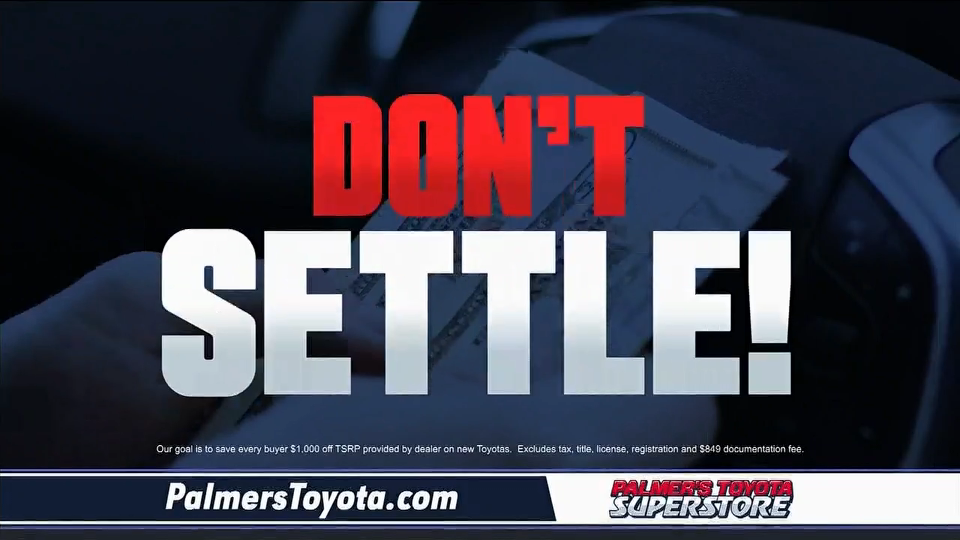 DON'T
SETTLE!
Our goal is to save every buyer $1,000 off TSRP provided by dealer on new Toyotas. Excludes tax, title, license, registration and $849 documentation fee.
PalmersToyota.com
PALMER'S TOYOTA
SUPERSTORE